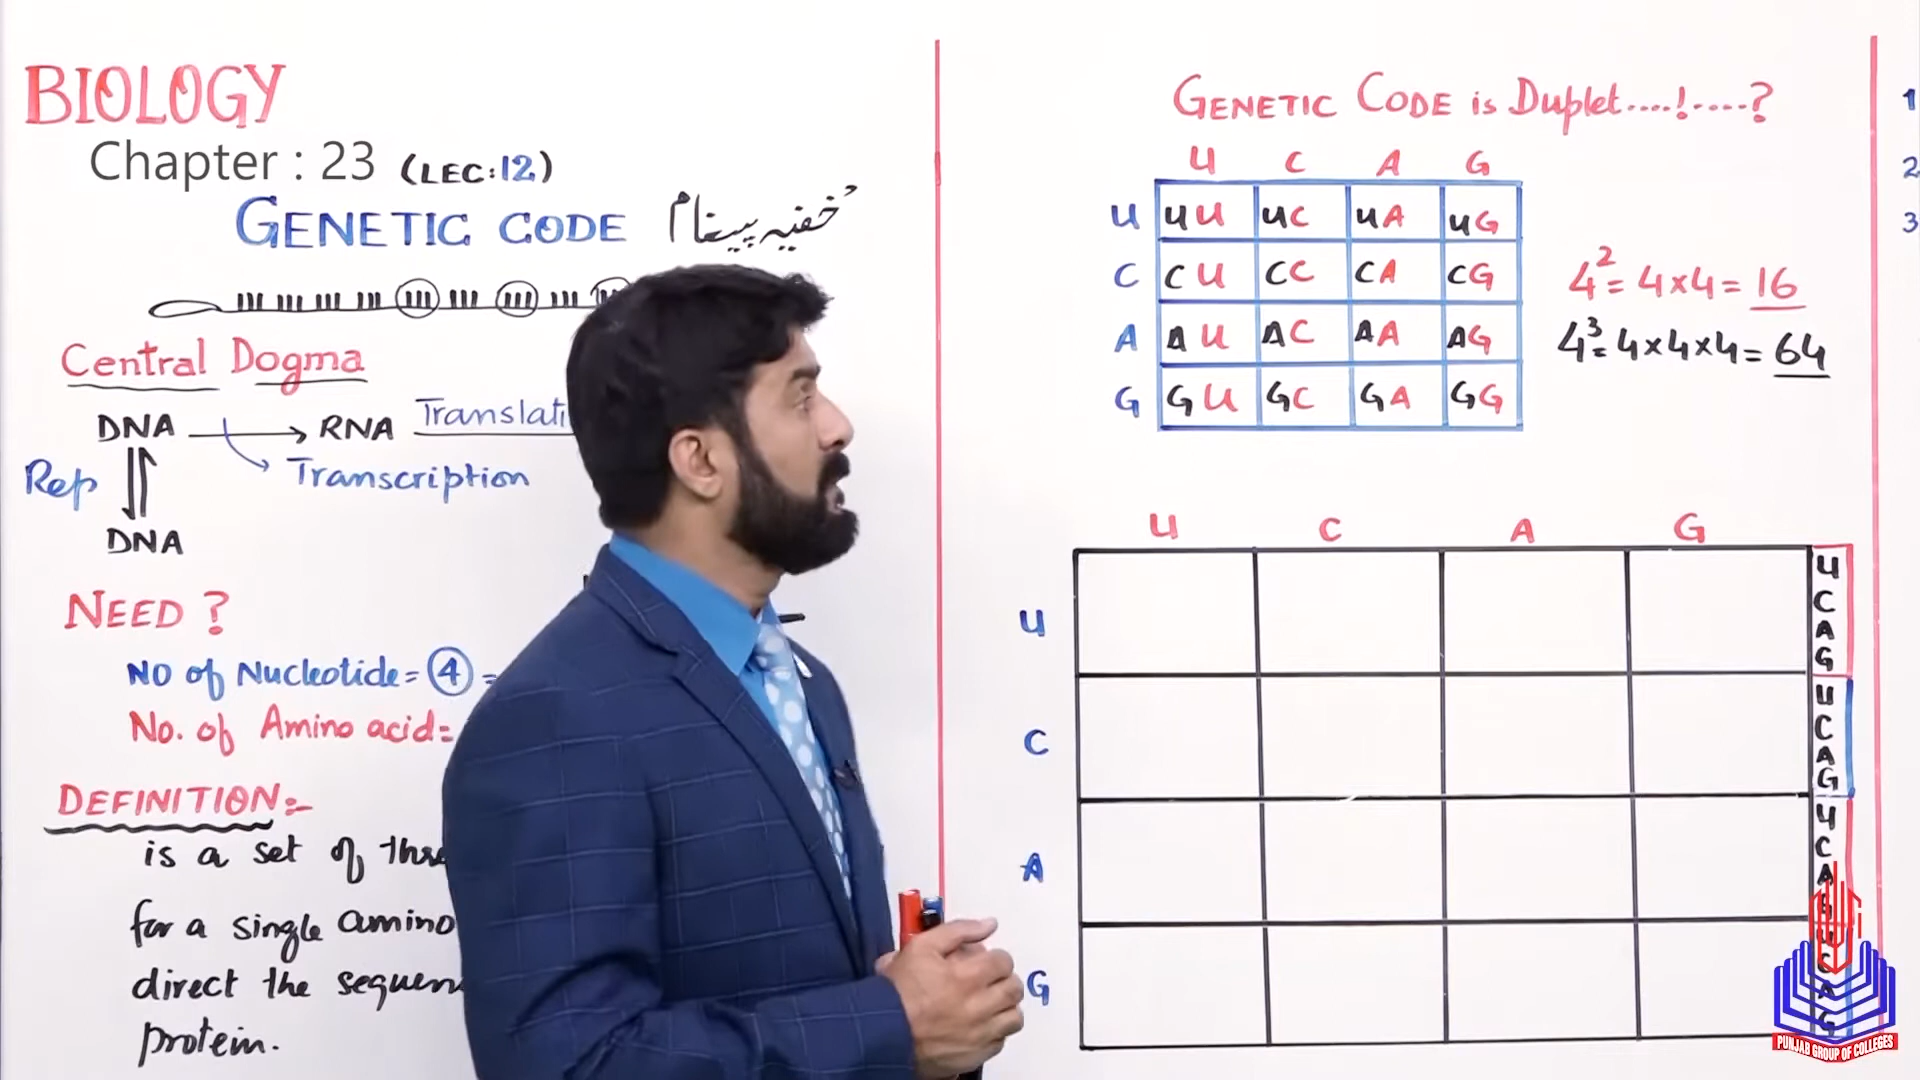 BIOLOGY
Chapter : 23 (LEC:12)
GENETIC CODE خفیہ پیغام
Central Dogma
DNA RNA
Transcription
Rep
DNA
NEED ?
NO of Nucleotide = 4 =
No. of Amino acid =
DEFINITION:-
is a set of
for a single amino
direct the
protein.
GENETIC CODE is Duplet....!.....?
U C A G
U UU UC UA UG
C CU CC CA CG
A AU AC AA AG
G GU GC GA GG
4² = 4×4 = 16
4³ = 4×4×4 = 64
U C A G
U
C
A
G
U
C
A
G
U
C
A
G
U
C
A
G
U
C
A
G
1
2
3
PUNJAB GROUP OF COLLEGES